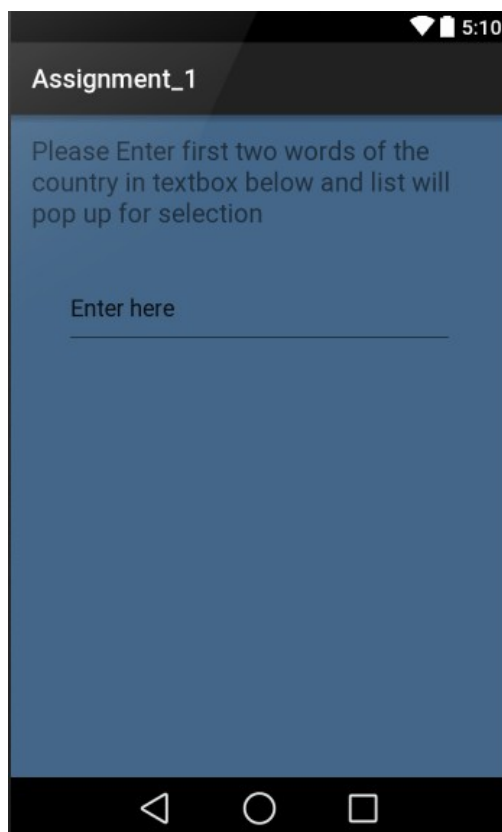 5:10
Assignment_1
Please Enter first two words of the
country in textbox below and list will
pop up for selection
Enter here